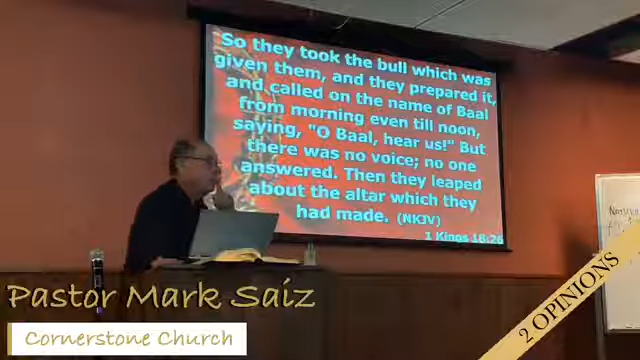 So they took the bull which was
given them, and they prepared it,
and called on the name of Baal
from morning even till noon,
saying, "O Baal, hear us!" But
there was no voice; no one
answered. Then they leaped
about the altar which they
had made. (NKJV)
1 Kings 18:26
Pastor Mark Saiz
Cornerstone Church
2 OPINIONS